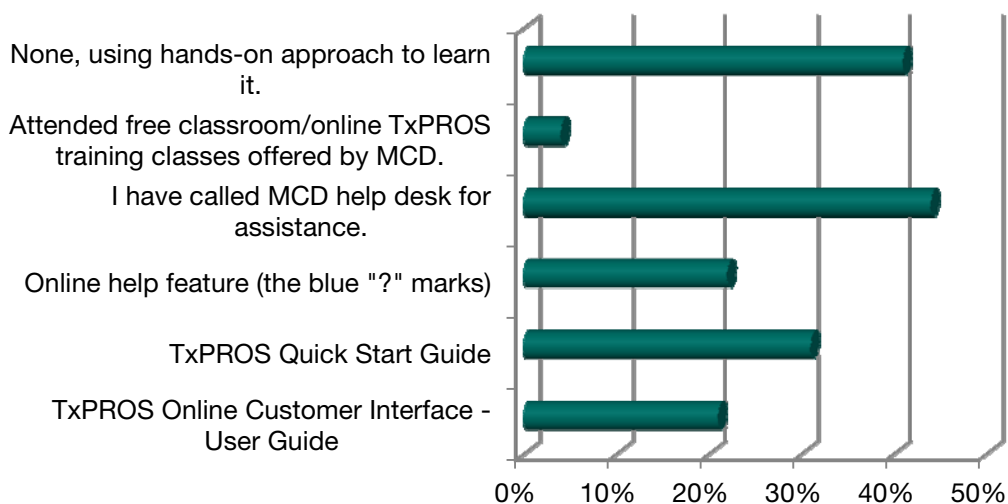 None, using hands-on approach to learn
it.
Attended free classroom/online TxPROS
training classes offered by MCD.
I have called MCD help desk for
assistance.
Online help feature (the blue "?" marks)
TxPROS Quick Start Guide
TxPROS Online Customer Interface -
User Guide
0% 10% 20% 30% 40% 50%